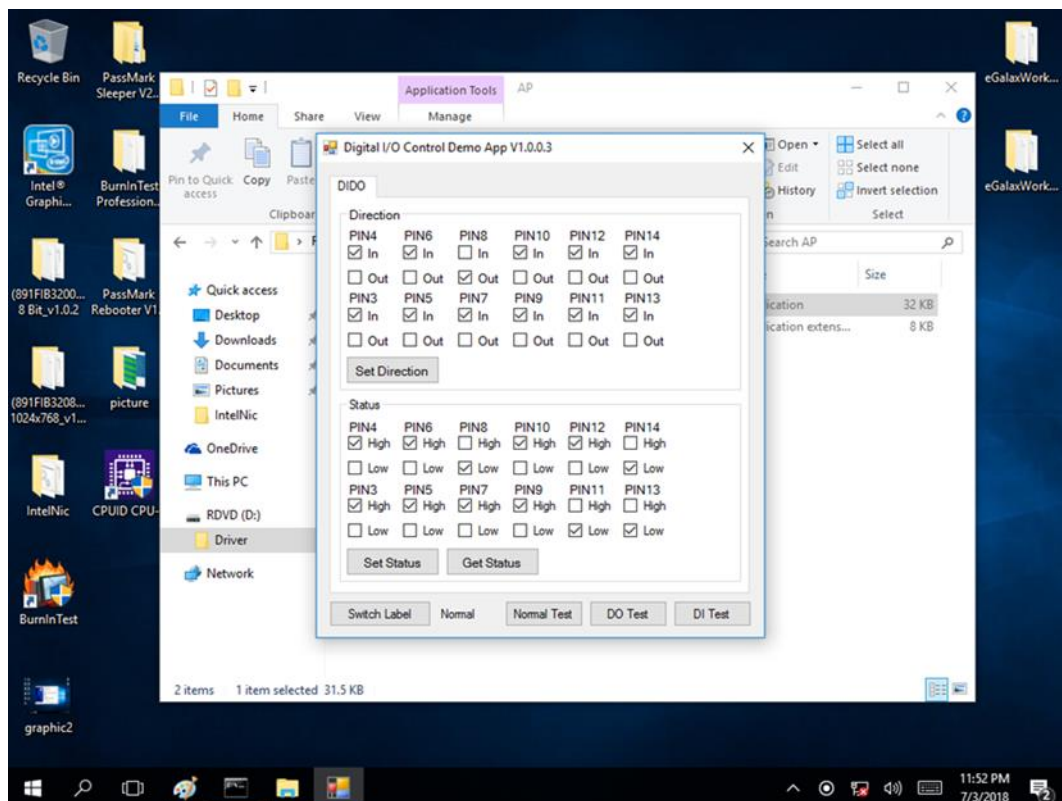 Recycle Bin
PassMark
Sleeper V2...
Intel®
Graphi...
BurnInTest
Profession...
(891FIB3200...
8 Bit_v1.0.2
PassMark
Rebooter V1
(891FIB3208...
1024x768_v1...
picture
IntelNic
CPUID CPU-
BurnInTest
graphic2
eGalaxWork...
eGalaxWork...
Application Tools
AP
File
Home
Share
View
Manage
Pin to Quick
access
Copy
Paste
Clipboar
Open
Edit
History
n
Select all
Select none
Invert selection
Select
Search AP
Size
ication
32 KB
ication extens...
8 KB
Quick access
Desktop
Downloads
Documents
Pictures
IntelNic
OneDrive
This PC
RDVD (D:)
Driver
Network
2 items
1 item selected 31.5 KB
Digital I/O Control Demo App V1.0.0.3
DIDO
Direction
PIN4 PIN6 PIN8 PIN10 PIN12 PIN14
In In In In In In
Out Out Out Out Out Out
PIN3 PIN5 PIN7 PIN9 PIN11 PIN13
In In In In In In
Out Out Out Out Out Out
Set Direction
Status
PIN4 PIN6 PIN8 PIN10 PIN12 PIN14
High High High High High High
Low Low Low Low Low Low
PIN3 PIN5 PIN7 PIN9 PIN11 PIN13
High High High High High High
Low Low Low Low Low Low
Set Status Get Status
Switch Label Normal Normal Test DO Test DI Test
11:52 PM
7/3/2018
2